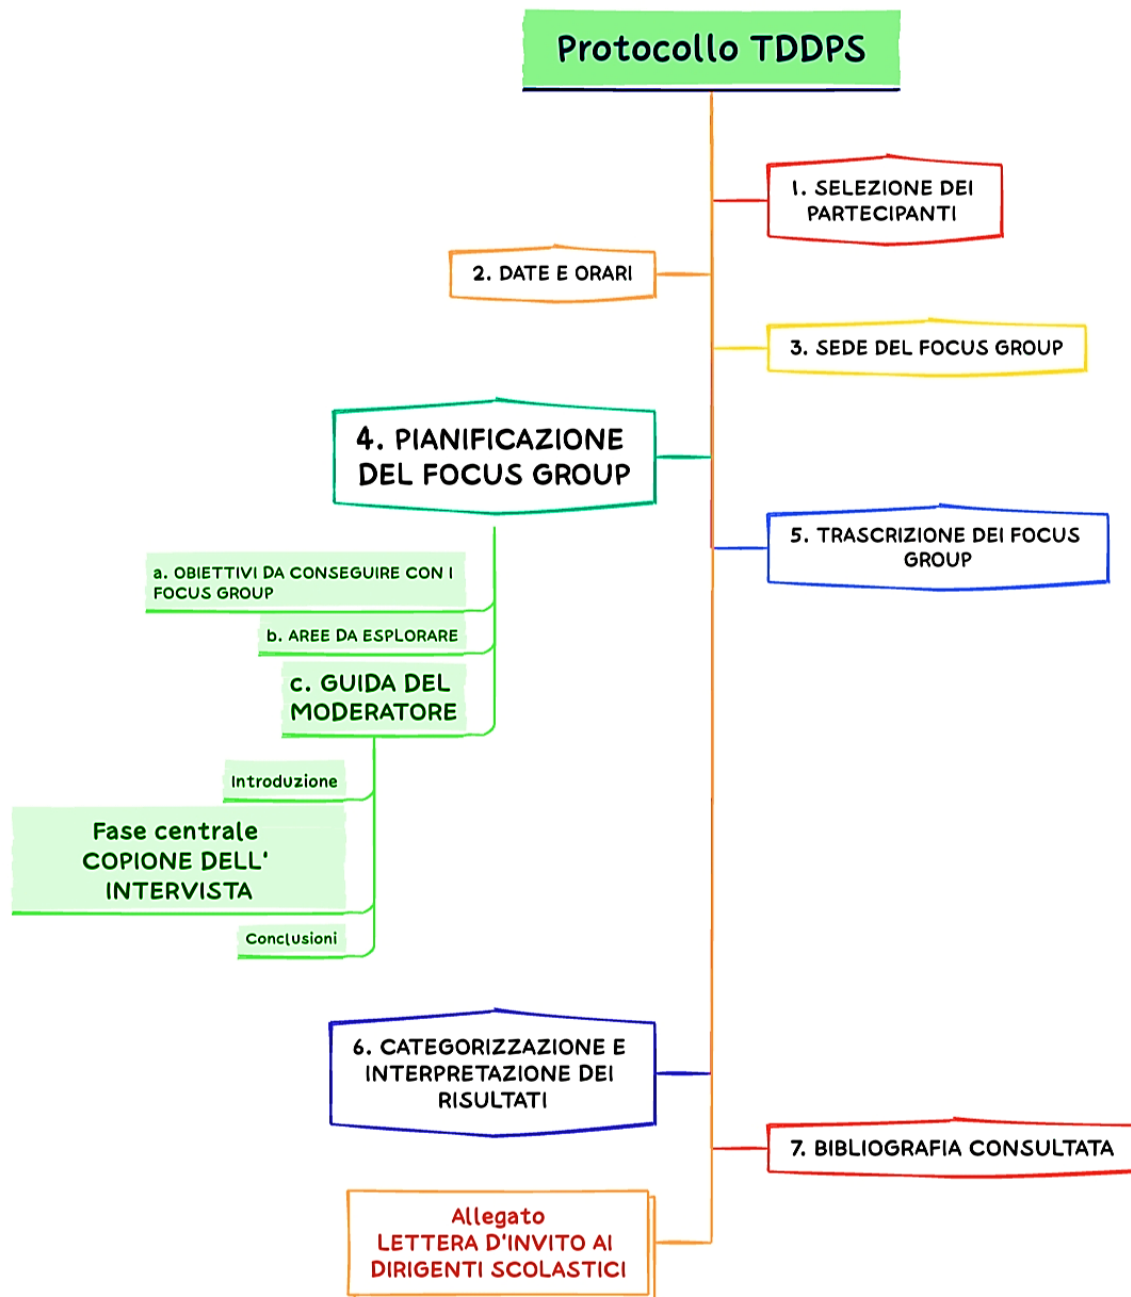 Protocollo TDDPS
1. SELEZIONE DEI
PARTECIPANTI
2. DATE E ORARI
3. SEDE DEL FOCUS GROUP
4. PIANIFICAZIONE
DEL FOCUS GROUP
a. OBIETTIVI DA CONSEGUIRE CON I
FOCUS GROUP
b. AREE DA ESPLORARE
c. GUIDA DEL
MODERATORE
Introduzione
Fase centrale
COPIONE DELL'
INTERVISTA
Conclusioni
5. TRASCRIZIONE DEI FOCUS
GROUP
6. CATEGORIZZAZIONE E
INTERPRETAZIONE DEI
RISULTATI
7. BIBLIOGRAFIA CONSULTATA
Allegato
LETTERA D'INVITO AI
DIRIGENTI SCOLASTICI